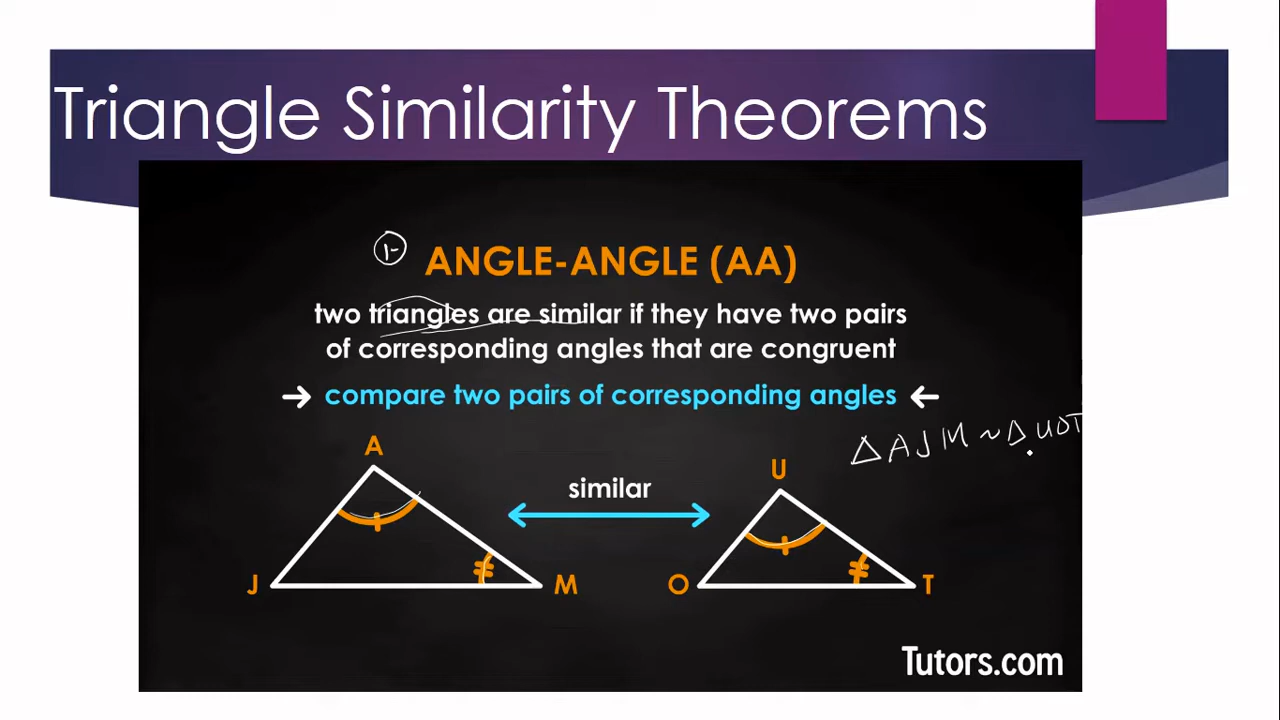 Triangle Similarity Theorems
1-
ANGLE-ANGLE (AA)
two triangles are similar if they have two pairs
of corresponding angles that are congruent
→ compare two pairs of corresponding angles ←
△AJM ~ △UOT
A
U
similar
J
M
O
T
Tutors.com